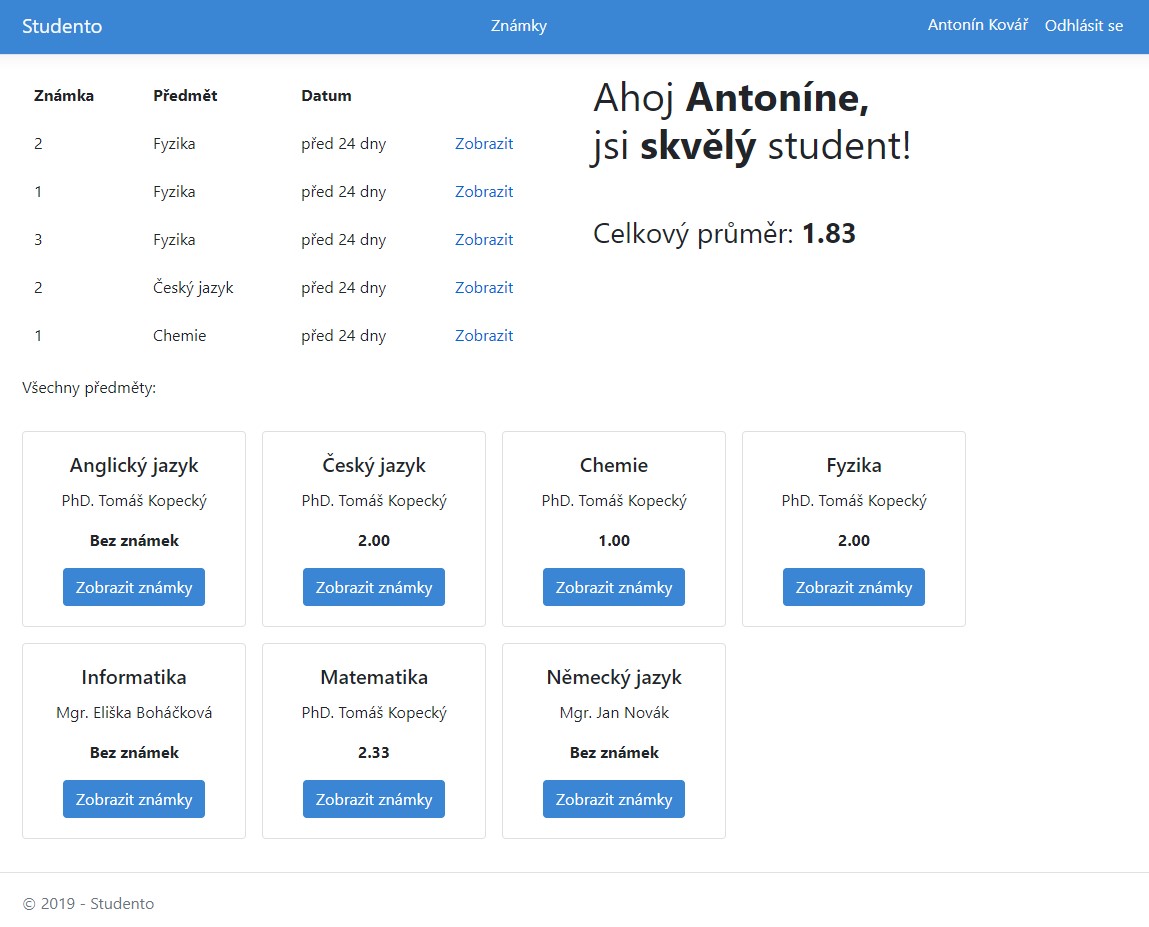 Studento Známky Antonín Kovář Odhlásit se
Známka Předmět Datum
2 Fyzika před 24 dny Zobrazit
1 Fyzika před 24 dny Zobrazit
3 Fyzika před 24 dny Zobrazit
2 Český jazyk před 24 dny Zobrazit
1 Chemie před 24 dny Zobrazit
Ahoj Antoníne,
jsi skvělý student!
Celkový průměr: 1.83
Všechny předměty:
Anglický jazyk
PhD. Tomáš Kopecký
Bez známek
Zobrazit známky
Český jazyk
PhD. Tomáš Kopecký
2.00
Zobrazit známky
Chemie
PhD. Tomáš Kopecký
1.00
Zobrazit známky
Fyzika
PhD. Tomáš Kopecký
2.00
Zobrazit známky
Informatika
Mgr. Eliška Boháčková
Bez známek
Zobrazit známky
Matematika
PhD. Tomáš Kopecký
2.33
Zobrazit známky
Německý jazyk
Mgr. Jan Novák
Bez známek
Zobrazit známky
© 2019 - Studento